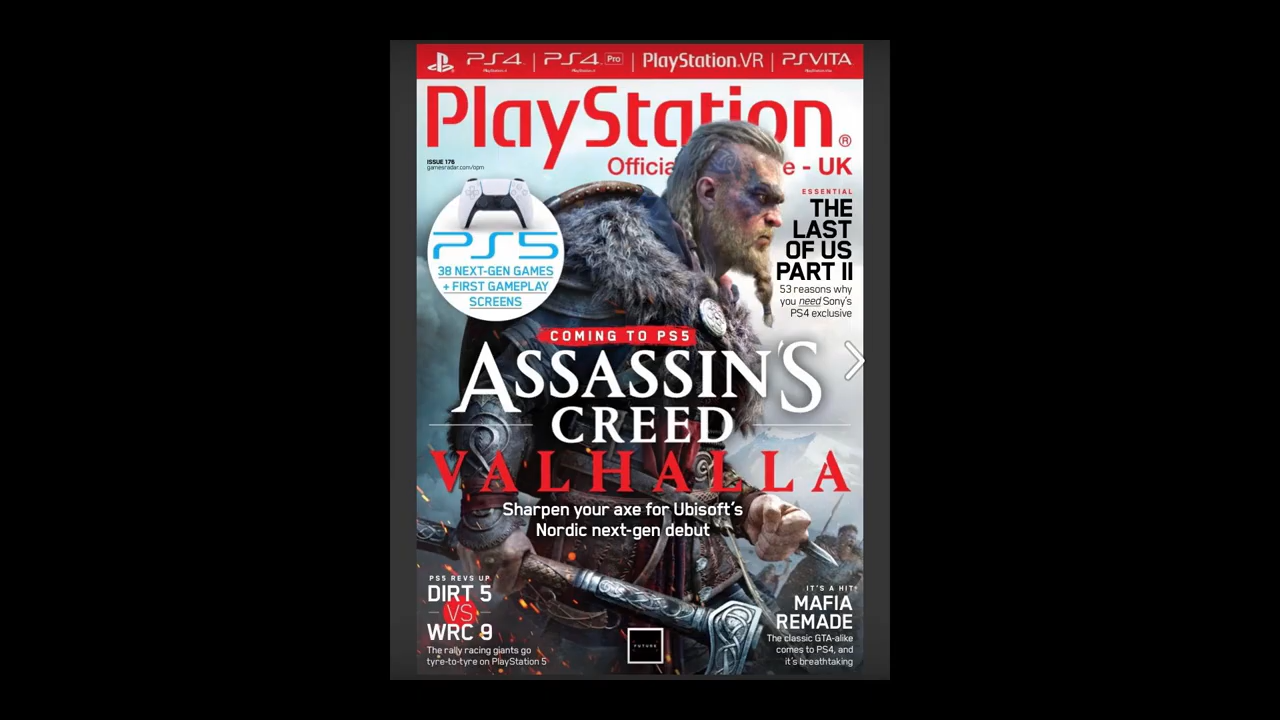 PS4 | PS4 Pro | PlayStation.VR | PSVITA
PlayStation®
Officia e - UK
ISSUE 176
gamesradar.com/opm
PS5
38 NEXT-GEN GAMES
+ FIRST GAMEPLAY
SCREENS
ESSENTIAL
THE
LAST
OF US
PART II
53 reasons why
you need Sony's
PS4 exclusive
COMING TO PS5
ASSASSIN'S
CREED
VALHALLA
Sharpen your axe for Ubisoft's
Nordic next-gen debut
PS5 REVS UP
DIRT 5
VS
WRC 9
The rally racing giants go
tyre-to-tyre on PlayStation 5
FUTURE
IT'S A HIT
MAFIA
REMADE
The classic GTA-alike
comes to PS4, and
it's breathtaking